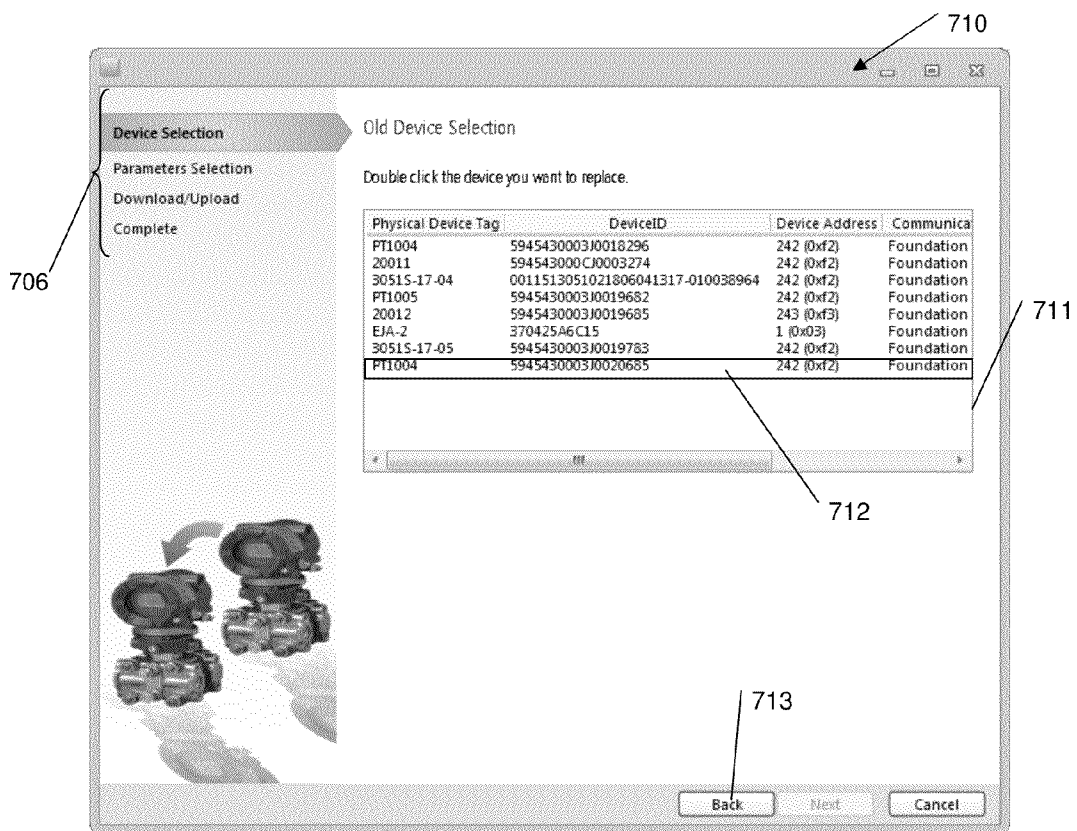 710
Device Selection
Parameters Selection
Download/Upload
Complete
706
Old Device Selection
Double click the device you want to replace.
Physical Device Tag DeviceID Device Address Communica
PT1004 5945430003J0018296 242 (0xf2) Foundation
20011 594543000CJ0003274 242 (0xf2) Foundation
3051S-17-04 0011513051021806041317-010038964 242 (0xf2) Foundation
PT1005 5945430003J0019682 242 (0xf2) Foundation
20012 5945430003J0019685 243 (0xf3) Foundation
EJA-2 370425A6C15 1 (0x03) Foundation
3051S-17-05 5945430003J0019783 242 (0xf2) Foundation
PT1004 5945430003J0020685 242 (0xf2) Foundation
711
712
713
Back Next Cancel